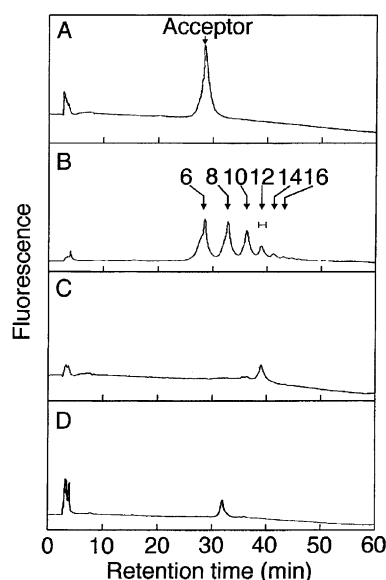 A
Acceptor
B
6 8 10 12 14 16
C
D
Fluorescence
0 10 20 30 40 50 60
Retention time (min)